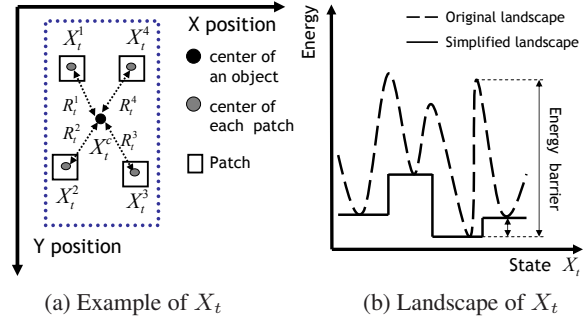 X position
X_t^1
X_t^4
center of
an object
R_t^1
R_t^4
center of
each patch
R_t^2
X_t^c
R_t^3
Patch
X_t^2
X_t^3
Y position
(a) Example of X_t
Energy
Original landscape
Simplified landscape
Energy barrier
State X_t
(b) Landscape of X_t